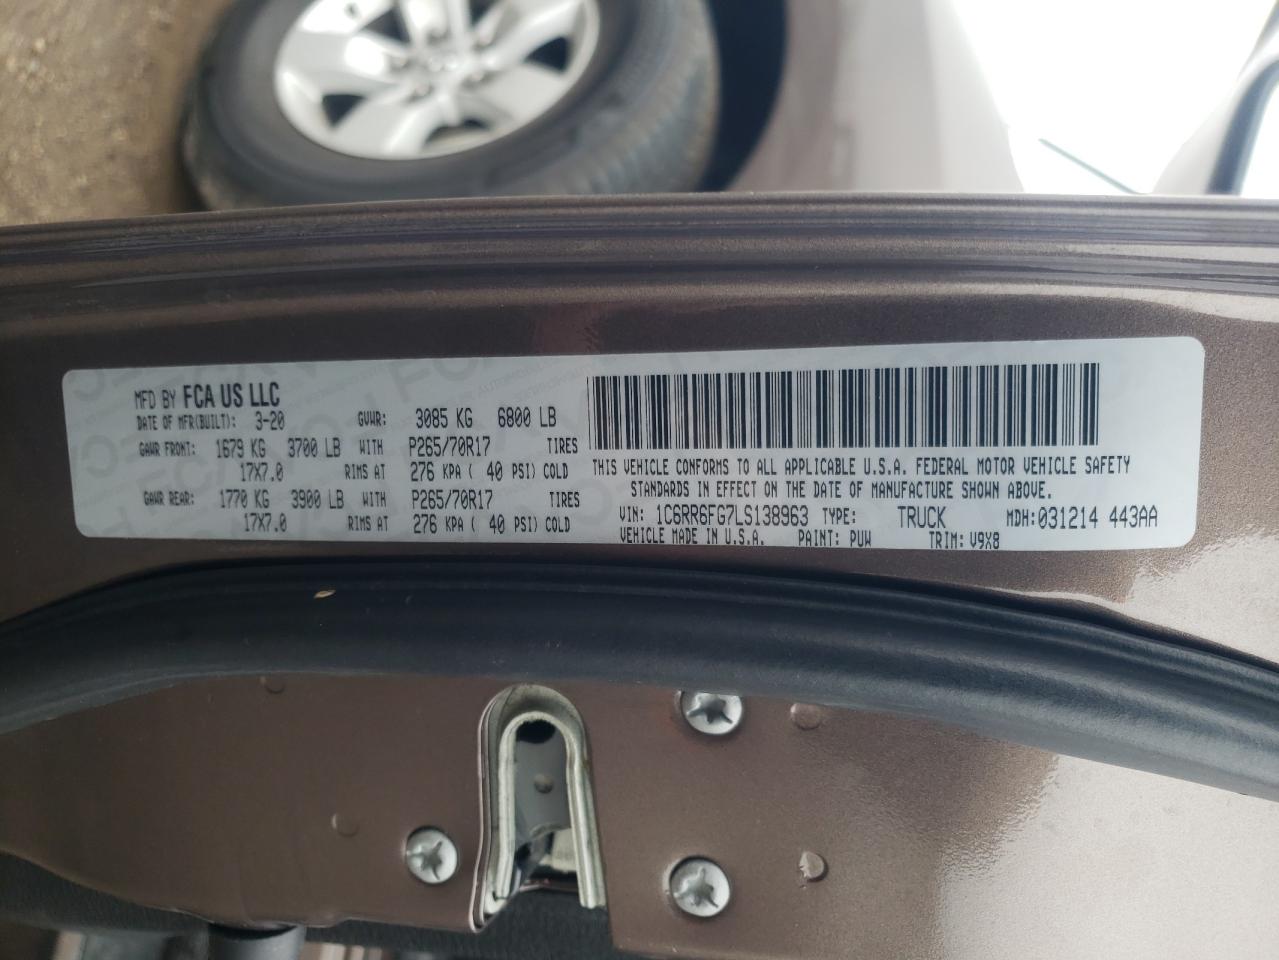 MFD BY FCA US LLC
DATE OF MFR(BUILT): 3-20 GVWR: 3085 KG 6800 LB
GAWR FRONT: 1679 KG 3700 LB WITH P265/70R17 TIRES
17X7.0 RIMS AT 276 KPA ( 40 PSI) COLD
GAWR REAR: 1770 KG 3900 LB WITH P265/70R17 TIRES
17X7.0 RIMS AT 276 KPA ( 40 PSI) COLD
THIS VEHICLE CONFORMS TO ALL APPLICABLE U.S.A. FEDERAL MOTOR VEHICLE SAFETY
STANDARDS IN EFFECT ON THE DATE OF MANUFACTURE SHOWN ABOVE.
VIN: 1C6RR6FG7LS138963 TYPE: TRUCK MDH:031214 443AA
VEHICLE MADE IN U.S.A. PAINT: PUW TRIM: V9X8